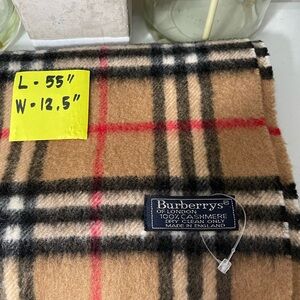 L - 55"
W - 12.5"
Burberrys®
OF LONDON
100% CASHMERE
DRY CLEAN ONLY
MADE IN ENGLAND